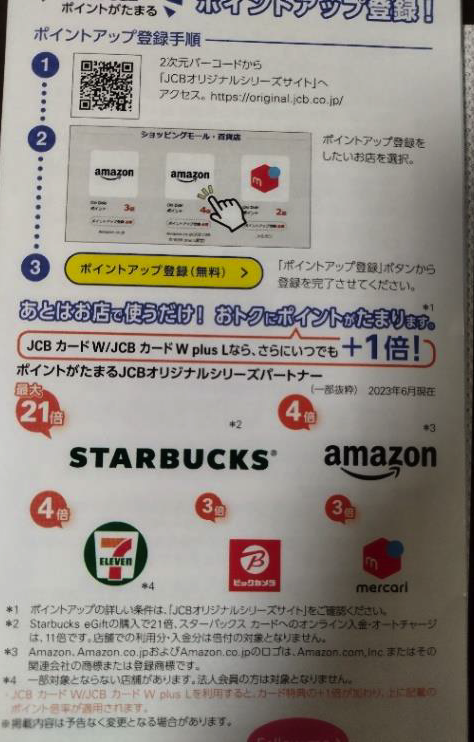 ポイントがたまる
ポイントアップ登録!
ポイントアップ登録手順
1
2次元バーコードから
「JCBオリジナルシリーズサイト」へ
アクセス。https://original.jcb.co.jp/
2
ショッピングモール・百貨店
amazon
amazon
ポイント 3倍
ポイント 4倍
ポイント 2倍
ポイントアップ登録をしたいお店を選択。
3
ポイントアップ登録(無料) >
「ポイントアップ登録」ボタンから
登録を完了させてください。
あとはお店で使うだけ! おトクにポイントがたまります。*1
JCB カード W/JCB カード W plus Lなら、さらにいつでも +1倍!
ポイントがたまるJCBオリジナルシリーズパートナー
(一部抜粋) 2023年6月現在
最大
21倍
STARBUCKS® *2
4倍
amazon *3
4倍
7
ELEVEN
*4
3倍
ビックカメラ
3倍
mercari
*1 ポイントアップの詳しい条件は、「JCBオリジナルシリーズサイト」をご確認ください。
*2 Starbucks eGiftの購入で21倍、スターバックス カードへのオンライン入金・オートチャージ
は、11倍です。店舗での利用分・入金分は倍付の対象となりません。
*3 Amazon、Amazon.co.jpおよびAmazon.co.jpのロゴは、Amazon.com,Inc.またはその
関連会社の商標または登録商標です。
*4 一部対象とならない店舗があります。法人会員の方は対象となりません。
・JCB カード W/JCB カード W plus Lを利用すると、カード特典の+1倍が加わり、上に記載の
ポイント倍率が適用されます。
※掲載内容は予告なく変更となる場合があります。